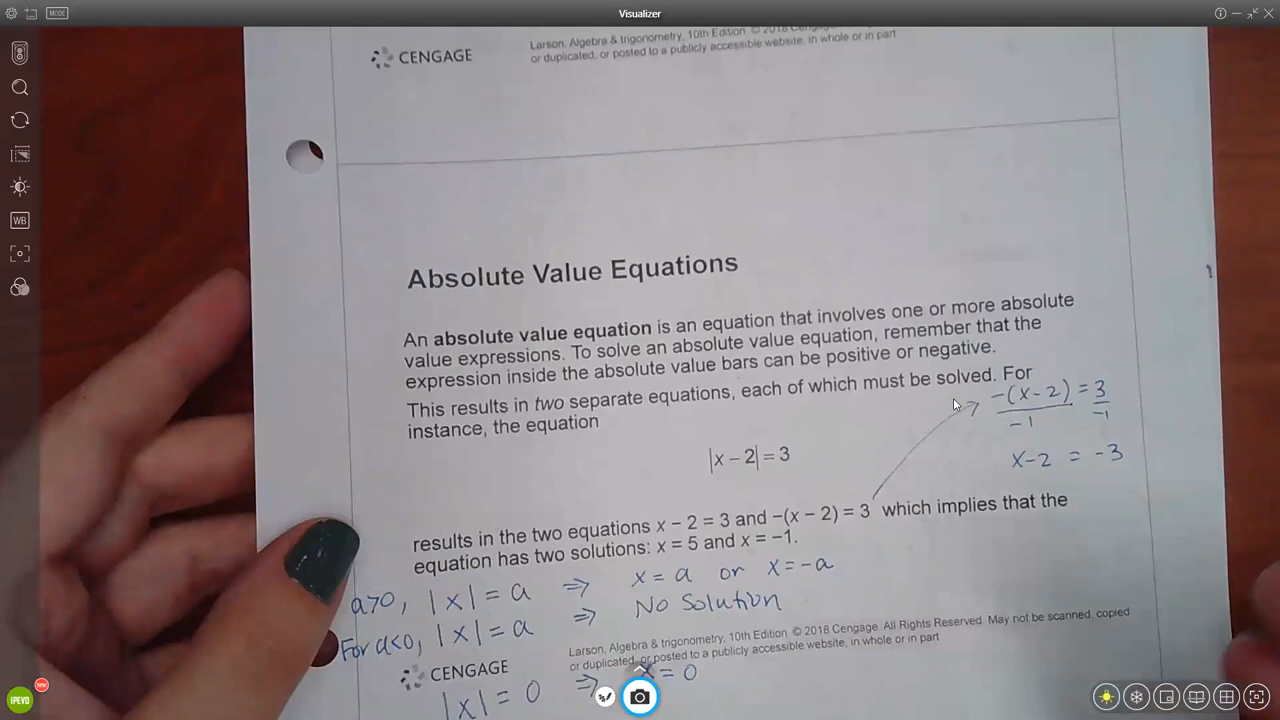 MODE
Visualizer
CENGAGE
Larson, Algebra & trigonometry, 10th Edition © 2018 Cengage.
or duplicated, or posted to a publicly accessible website, in whole or in part
WB
Absolute Value Equations
An absolute value equation is an equation that involves one or more absolute
value expressions. To solve an absolute value equation, remember that the
expression inside the absolute value bars can be positive or negative.
This results in two separate equations, each of which must be solved. For
instance, the equation
-(x-2) = 3
-1 -1
x-2 = -3
|x – 2| = 3
results in the two equations x – 2 = 3 and –(x – 2) = 3 which implies that the
equation has two solutions: x = 5 and x = –1.
a>0, |x| = a ⇒ x = a or x = -a
For a<0, |x| = a ⇒ No Solution
Larson, Algebra & trigonometry, 10th Edition © 2018 Cengage. All Rights Reserved. May not be scanned, copied
or duplicated, or posted to a publicly accessible website, in whole or in part
CENGAGE
|x| = 0 ⇒ x = 0
IPEVO